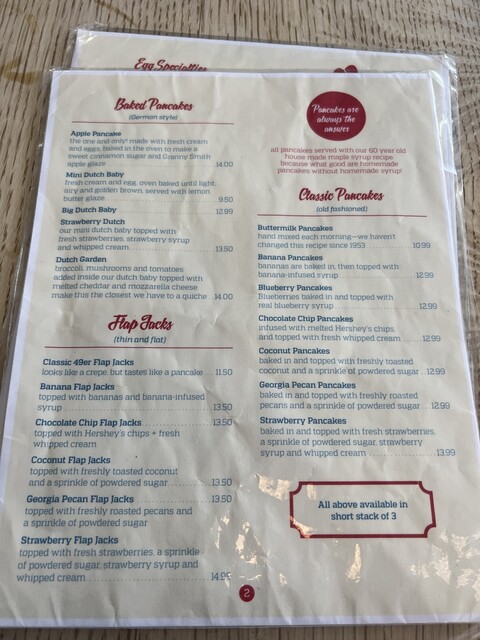 Egg Specialties
Baked Pancakes
(German style)
Apple Pancake
the one and only! made with fresh cream
and eggs, baked in the oven to make a
sweet cinnamon sugar and Granny Smith
apple glaze 14.00
Mini Dutch Baby
fresh cream and egg, oven baked until light,
airy and golden brown, served with lemon
butter glaze 9.50
Big Dutch Baby 12.99
Strawberry Dutch
our mini dutch baby topped with
fresh strawberries, strawberry syrup
and whipped cream 13.50
Dutch Garden
broccoli, mushrooms and tomatoes
added inside our dutch baby topped with
melted cheddar and mozzarella cheese
make this the closest we have to a quiche 14.00
Flap Jacks
(thin and flat)
Classic 49er Flap Jacks
looks like a crepe, but tastes like a pancake 11.50
Banana Flap Jacks
topped with bananas and banana-infused
syrup 13.50
Chocolate Chip Flap Jacks 13.50
topped with Hershey's chips + fresh
whipped cream
Coconut Flap Jacks
topped with freshly toasted coconut
and a sprinkle of powdered sugar 13.50
Georgia Pecan Flap Jacks 13.50
topped with freshly roasted pecans and
a sprinkle of powdered sugar
Strawberry Flap Jacks
topped with fresh strawberries, a sprinkle
of powdered sugar, strawberry syrup and
whipped cream 14.99
Pancakes are
always the
answer
all pancakes served with our 60 year old
house made maple syrup recipe
because what good are homemade
pancakes without homemade syrup!
Classic Pancakes
(old fashioned)
Buttermilk Pancakes
hand mixed each morning—we haven't
changed this recipe since 1953 10.99
Banana Pancakes
bananas are baked in, then topped with
banana-infused syrup 12.99
Blueberry Pancakes
Blueberries baked in and topped with
real blueberry syrup 12.99
Chocolate Chip Pancakes
infused with melted Hershey's chips,
and topped with fresh whipped cream 12.99
Coconut Pancakes
baked in and topped with freshly toasted
coconut and a sprinkle of powdered sugar 12.99
Georgia Pecan Pancakes
baked in and topped with freshly roasted
pecans and a sprinkle of powdered sugar 12.99
Strawberry Pancakes
baked in and topped with fresh strawberries,
a sprinkle of powdered sugar, strawberry
syrup and whipped cream 13.99
All above available in
short stack of 3
2